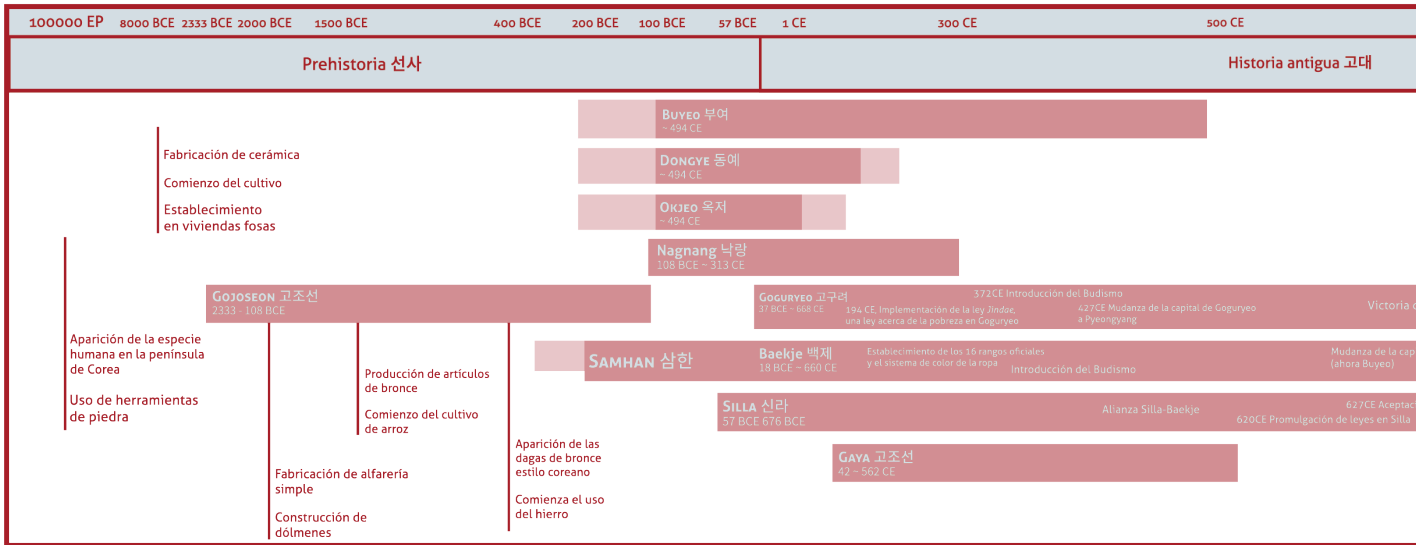 100000 EP 8000 BCE 2333 BCE 2000 BCE 1500 BCE 400 BCE 200 BCE 100 BCE 57 BCE 1 CE 300 CE 500 CE
Prehistoria 선사
Historia antigua 고대
Buyeo 부여
~ 494 CE
Fabricación de cerámica
Comienzo del cultivo
Establecimiento
en viviendas fosas
Dongye 동예
~ 494 CE
Okjeo 옥저
~ 494 CE
Nagnang 낙랑
108 BCE ~ 313 CE
Gojoseon 고조선
2333 - 108 BCE
Goguryeo 고구려
37 BCE ~ 668 CE
194 CE, Implementación de la ley Jindae,
una ley acerca de la pobreza en Goguryeo
372CE Introducción del Budismo
427CE Mudanza de la capital de Goguryeo
a Pyeongyang
Victoria
Aparición de la especie
humana en la península
de Corea
Uso de herramientas
de piedra
Samhan 삼한
Baekje 백제
18 BCE ~ 660 CE
Establecimiento de los 16 rangos oficiales
y el sistema de color de la ropa
Introducción del Budismo
Mudanza de la capi
(ahora Buyeo)
Producción de artículos
de bronce
Comienzo del cultivo
de arroz
Silla 신라
57 BCE 676 BCE
Alianza Silla-Baekje
627CE Aceptaci
620CE Promulgación de leyes en Silla
Aparición de las
dagas de bronce
estilo coreano
Comienza el uso
del hierro
Gaya 고조선
42 ~ 562 CE
Fabricación de alfarería
simple
Construcción de
dólmenes